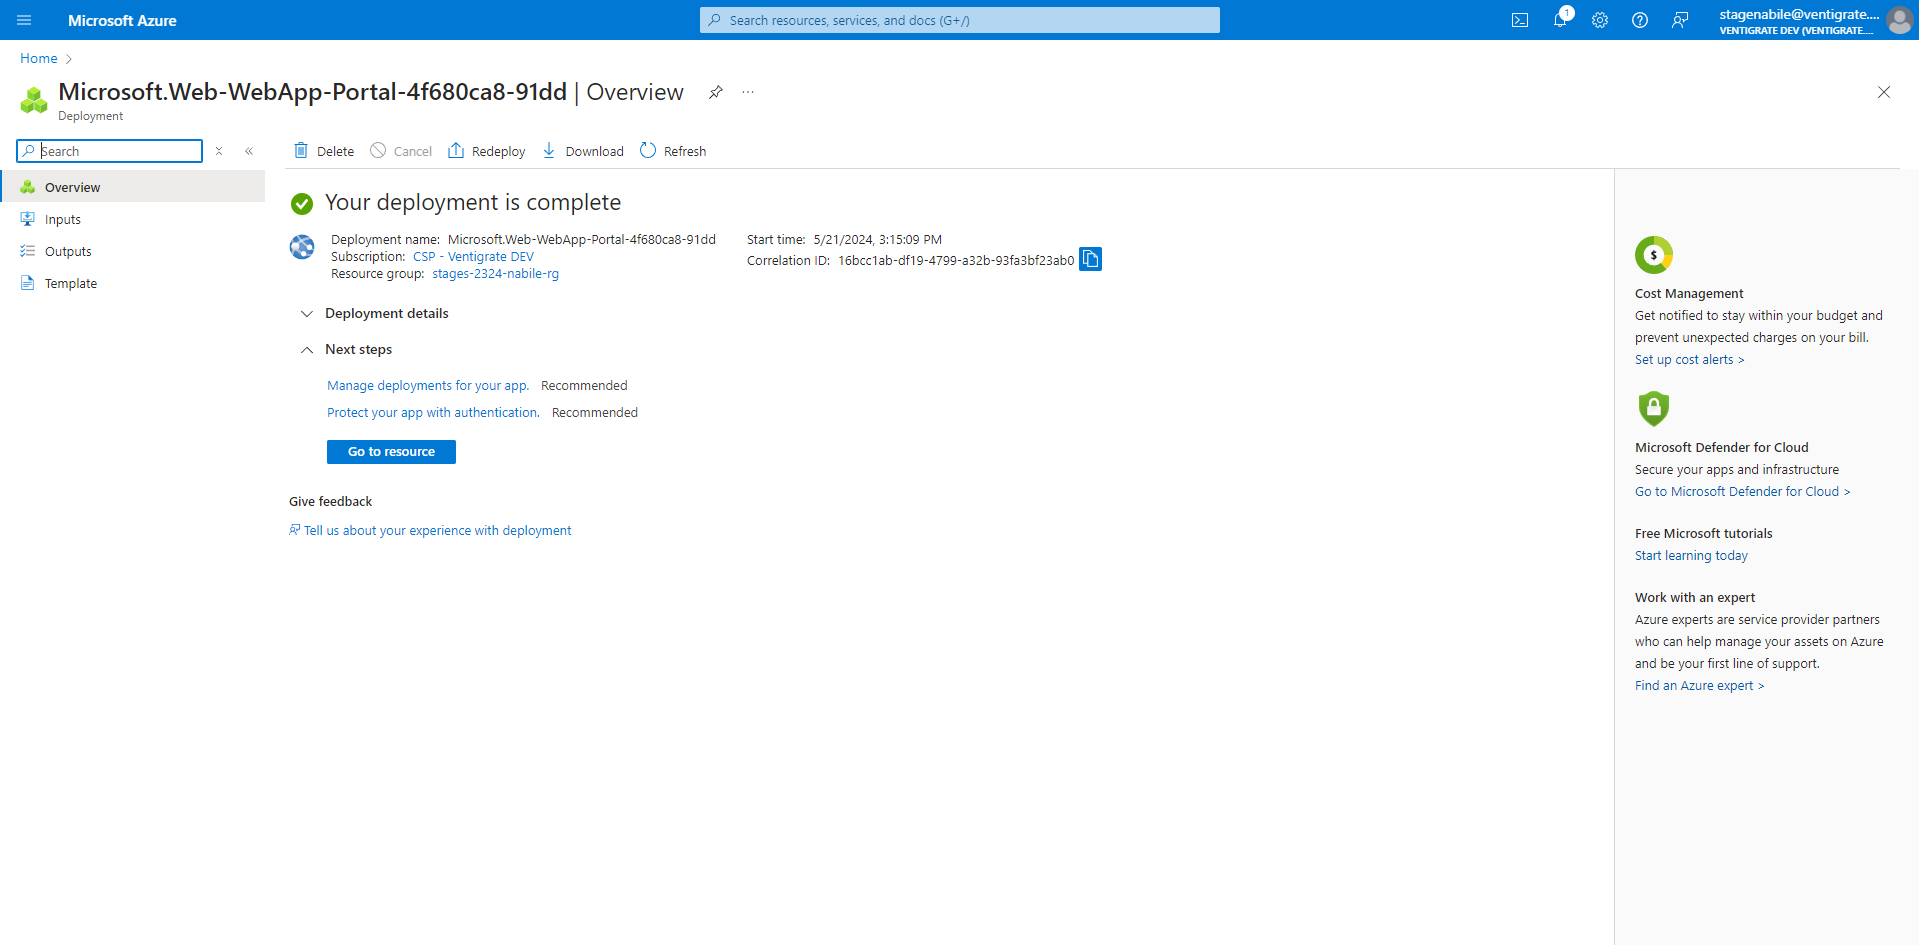 Microsoft Azure
Search resources, services, and docs (G+/)
1
stagenabile@ventigrate....
VENTIGRATE DEV (VENTIGRATE....
Home
Microsoft.Web-WebApp-Portal-4f680ca8-91dd | Overview
...
Deployment
Search
Delete
Cancel
Redeploy
Download
Refresh
Overview
Inputs
Outputs
Template
Your deployment is complete
Deployment name: Microsoft.Web-WebApp-Portal-4f680ca8-91dd
Subscription: CSP - Ventigrate DEV
Resource group: stages-2324-nabile-rg
Start time: 5/21/2024, 3:15:09 PM
Correlation ID: 16bcc1ab-df19-4799-a32b-93fa3bf23ab0
Deployment details
Next steps
Manage deployments for your app. Recommended
Protect your app with authentication. Recommended
Go to resource
Give feedback
Tell us about your experience with deployment
$
Cost Management
Get notified to stay within your budget and
prevent unexpected charges on your bill.
Set up cost alerts >
Microsoft Defender for Cloud
Secure your apps and infrastructure
Go to Microsoft Defender for Cloud >
Free Microsoft tutorials
Start learning today
Work with an expert
Azure experts are service provider partners
who can help manage your assets on Azure
and be your first line of support.
Find an Azure expert >